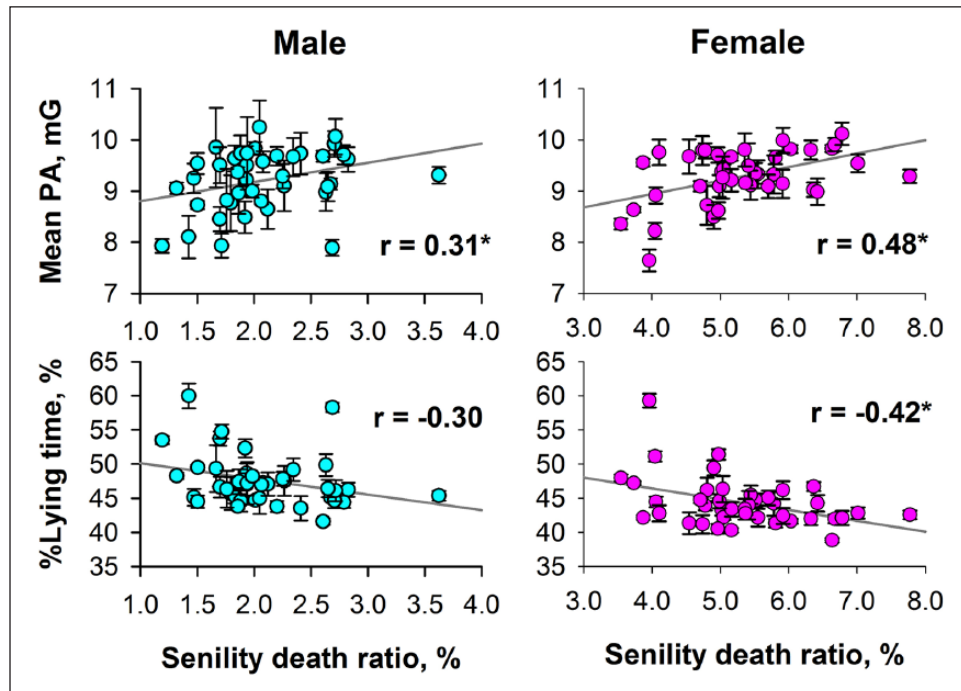 Male
Female
Mean PA, mG
11
10
9
8
7
r = 0.31*
1.0 1.5 2.0 2.5 3.0 3.5 4.0
11
10
9
8
7
r = 0.48*
3.0 4.0 5.0 6.0 7.0 8.0
%Lying time, %
65
60
55
50
45
40
35
r = -0.30
1.0 1.5 2.0 2.5 3.0 3.5 4.0
Senility death ratio, %
65
60
55
50
45
40
35
r = -0.42*
3.0 4.0 5.0 6.0 7.0 8.0
Senility death ratio, %